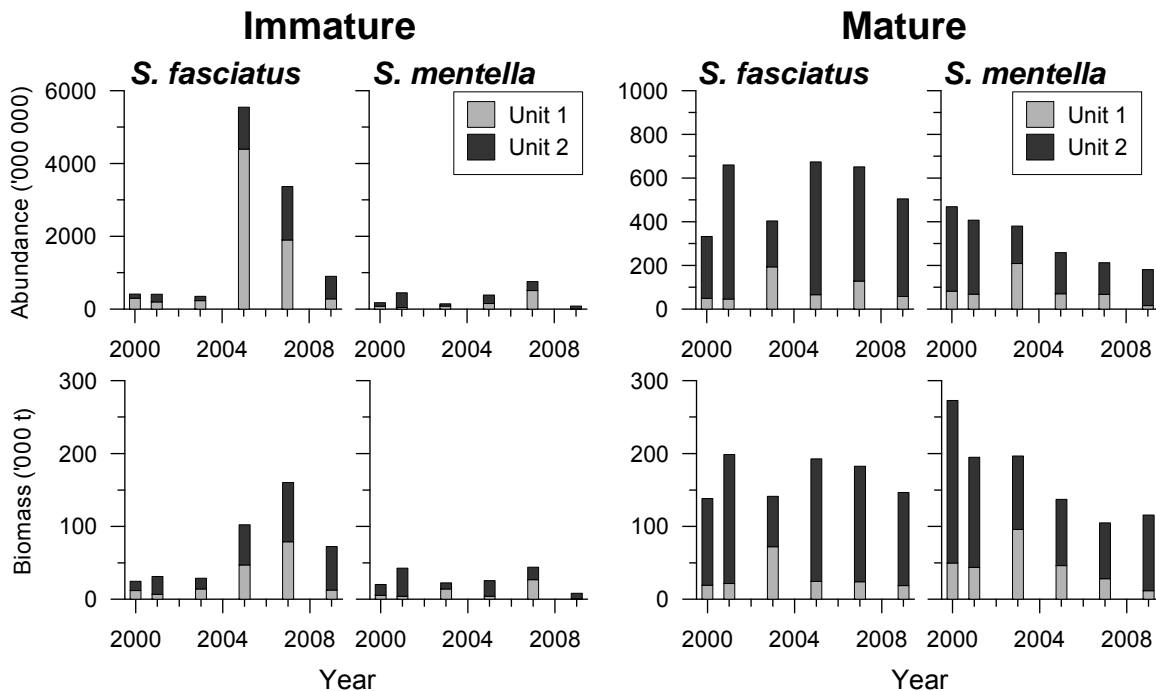 Immature Mature
S. fasciatus S. mentella S. fasciatus S. mentella
Abundance ('000 000)
6000
4000
2000
0
Unit 1
Unit 2
1000
800
600
400
200
0
Unit 1
Unit 2
2000 2004 2008 2000 2004 2008 2000 2004 2008 2000 2004 2008
Biomass ('000 t)
300
200
100
0
300
200
100
0
2000 2004 2008 2000 2004 2008 2000 2004 2008 2000 2004 2008
Year Year